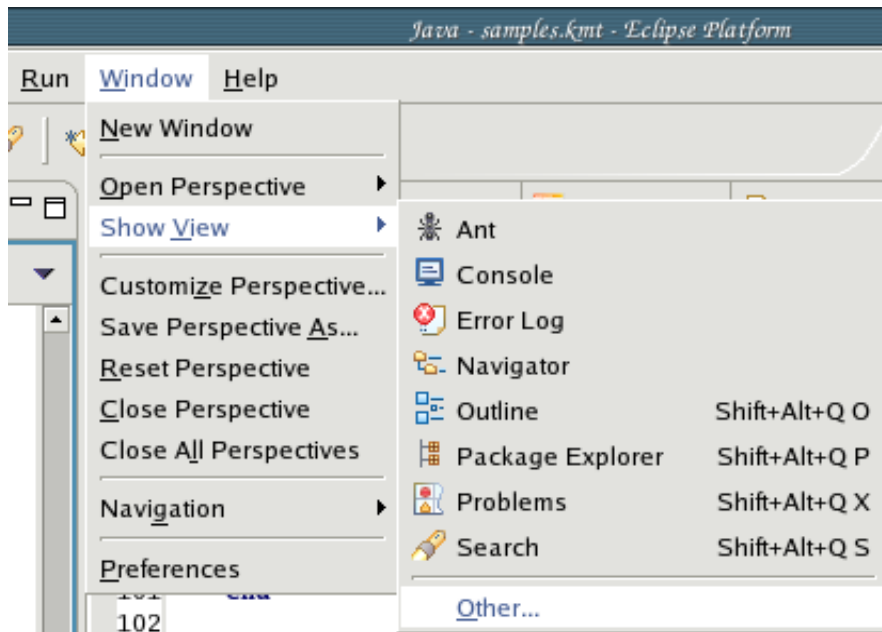 Java - samples.kmt - Eclipse Platform
Run Window Help
New Window
Open Perspective
Show View
Customize Perspective...
Save Perspective As...
Reset Perspective
Close Perspective
Close All Perspectives
Navigation
Preferences
Ant
Console
Error Log
Navigator
Outline Shift+Alt+Q O
Package Explorer Shift+Alt+Q P
Problems Shift+Alt+Q X
Search Shift+Alt+Q S
Other...
101 end
102